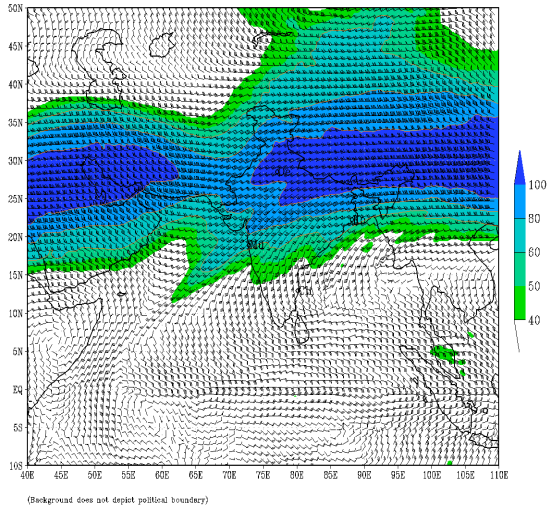 50N
45N
40N
35N
30N
25N
20N
15N
10N
5N
EQ
5S
10S
40E 45E 50E 55E 60E 65E 70E 75E 80E 85E 90E 95E 100E 105E 110E
100
80
60
50
40
(Background does not depict political boundary)